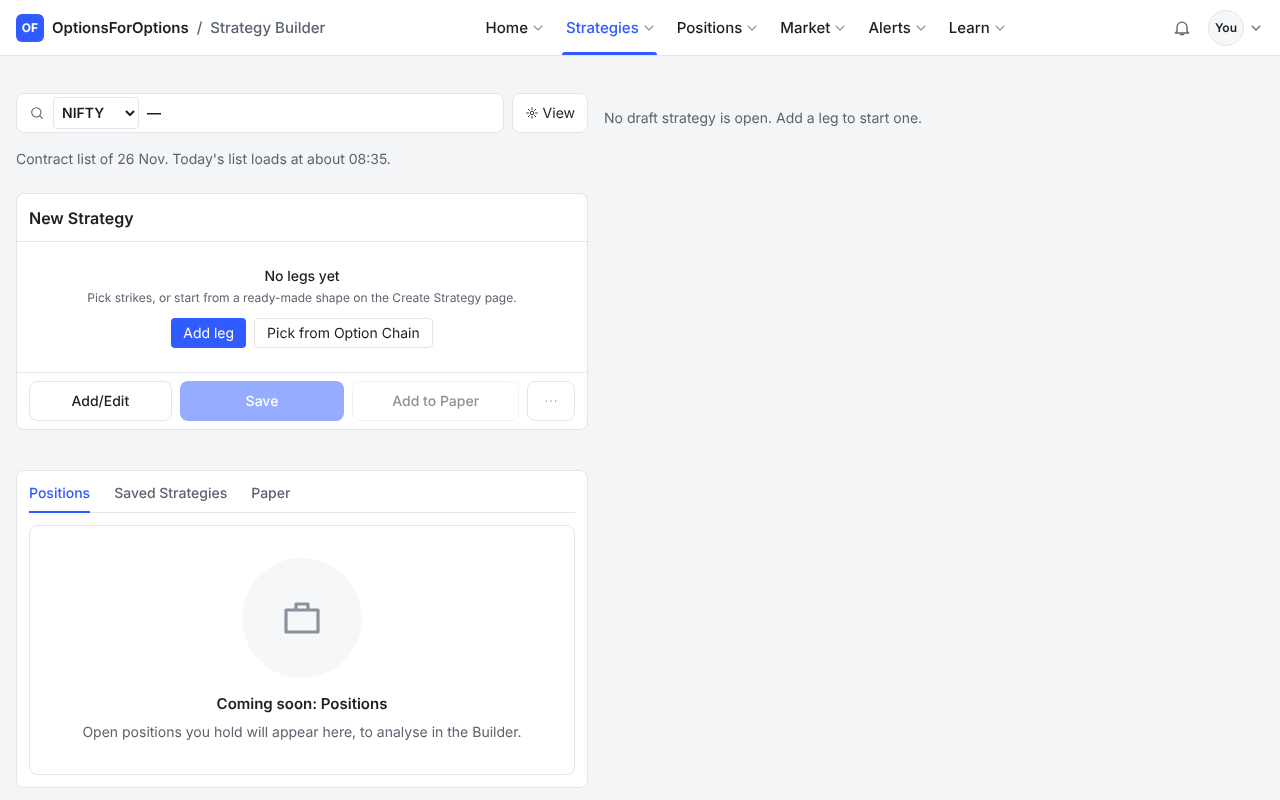 OF OptionsForOptions / Strategy Builder
Home Strategies Positions Market Alerts Learn
You
NIFTY —
View
No draft strategy is open. Add a leg to start one.
Contract list of 26 Nov. Today's list loads at about 08:35.
New Strategy
No legs yet
Pick strikes, or start from a ready-made shape on the Create Strategy page.
Add leg Pick from Option Chain
Add/Edit Save Add to Paper ...
Positions Saved Strategies Paper
Coming soon: Positions
Open positions you hold will appear here, to analyse in the Builder.